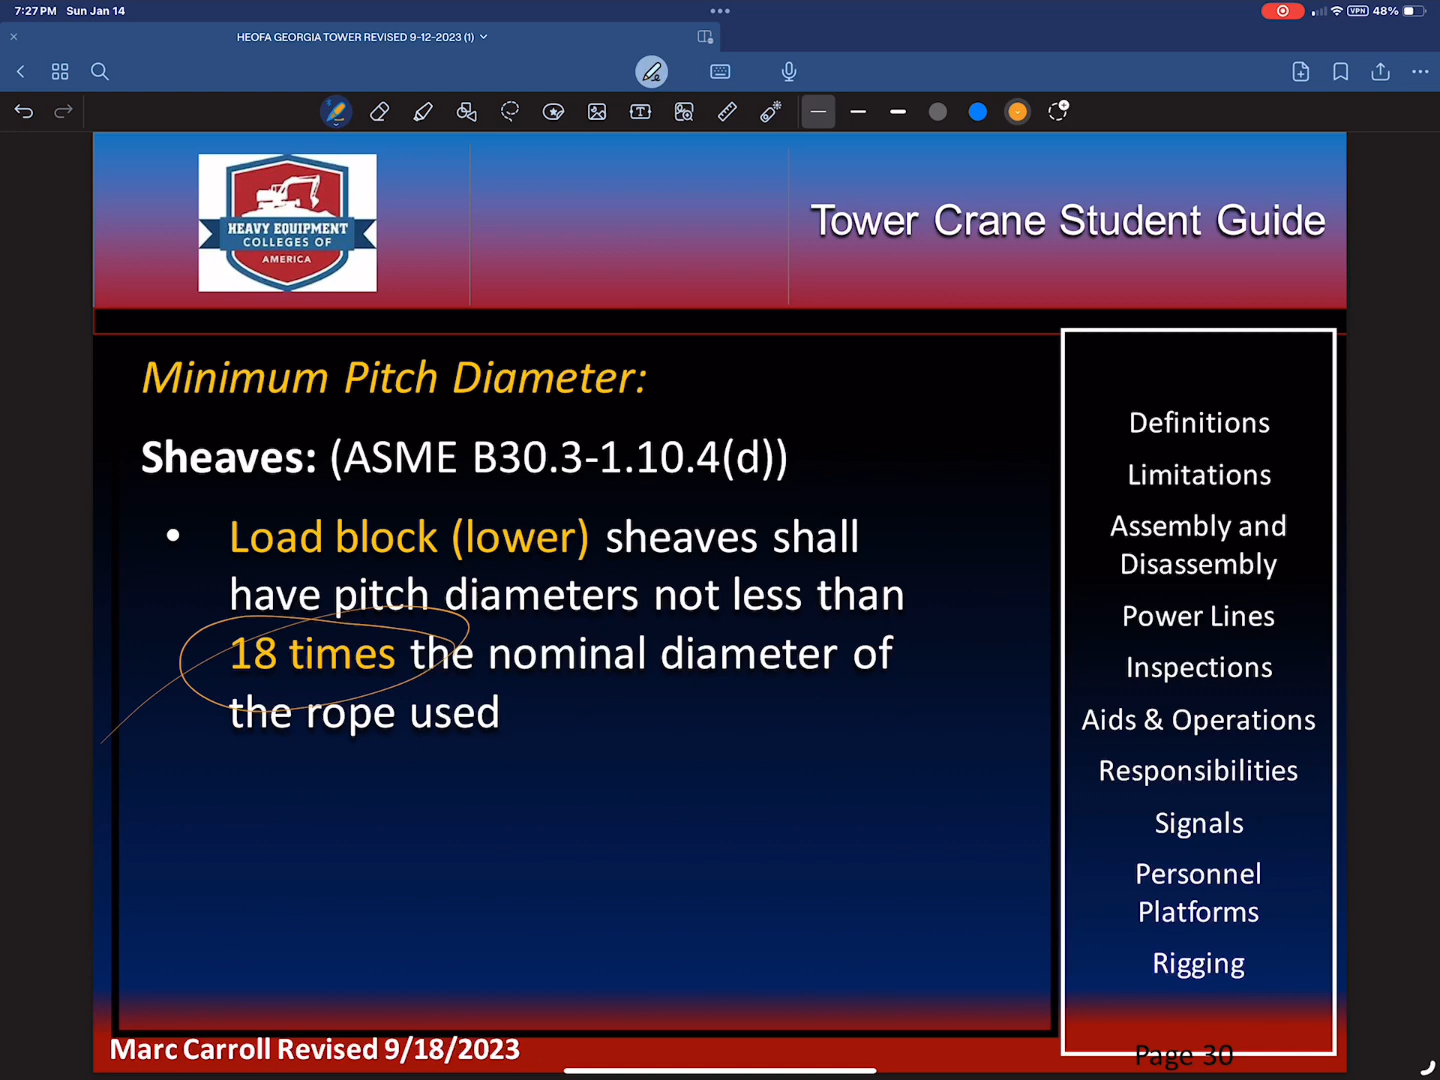 7:27 PM Sun Jan 14
VPN 48%
HEOFA GEORGIA TOWER REVISED 9-12-2023 (1)
HEAVY EQUIPMENT
COLLEGES OF
AMERICA
Tower Crane Student Guide
Minimum Pitch Diameter:
Sheaves: (ASME B30.3-1.10.4(d))
• Load block (lower) sheaves shall
have pitch diameters not less than
18 times the nominal diameter of
the rope used
Definitions
Limitations
Assembly and
Disassembly
Power Lines
Inspections
Aids & Operations
Responsibilities
Signals
Personnel
Platforms
Rigging
Marc Carroll Revised 9/18/2023
Page 30